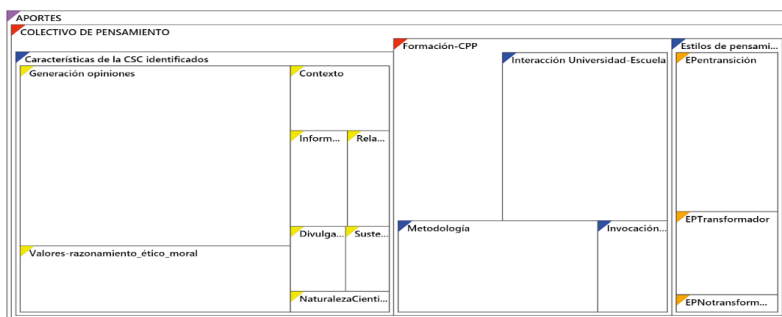 APORTES
COLECTIVO DE PENSAMIENTO
Características de la CSC identificados
Generación opiniones
Contexto
Inform...
Rela...
Divulga...
Suste...
Valores-razonamiento_ético_moral
NaturalezaCienti...
Formación-CPP
Interacción Universidad-Escuela
Metodología
Invocación...
Estilos de pensami...
EPentransición
EPTransformador
EPNotransform...